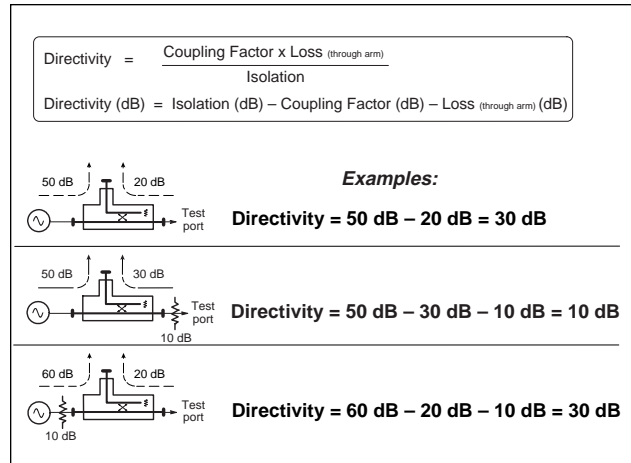 Directivity = Coupling Factor x Loss (through arm)
Isolation
Directivity (dB) = Isolation (dB) – Coupling Factor (dB) – Loss (through arm) (dB)
Examples:
50 dB 20 dB
Test
port
Directivity = 50 dB – 20 dB = 30 dB
50 dB 30 dB
Test
port
10 dB
Directivity = 50 dB – 30 dB – 10 dB = 10 dB
60 dB 20 dB
Test
port
10 dB
Directivity = 60 dB – 20 dB – 10 dB = 30 dB